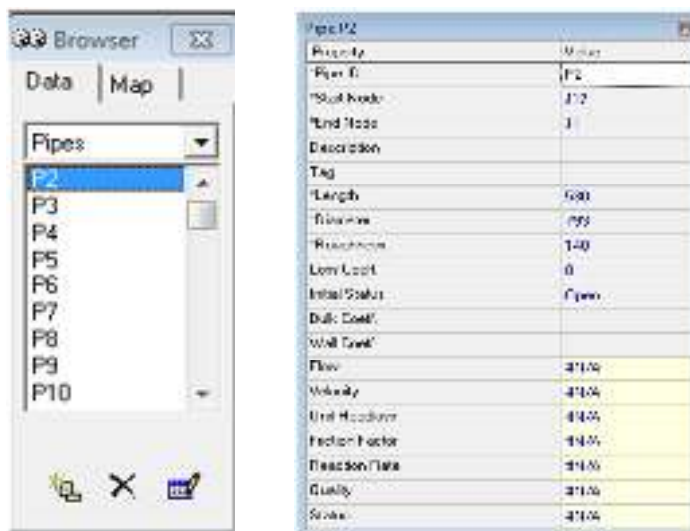 Browser
Data Map
Pipes
P2
P3
P4
P5
P6
P7
P8
P9
P10
Pipe P2
Property Value
*Pipe ID P2
*Start Node
*End Node
Description
Tag
*Length
*Diameter
*Roughness 140
Loss Coeff. 0
Initial Status Open
Bulk Coeff.
Wall Coeff.
Flow #N/A
Velocity #N/A
Unit Headloss #N/A
Friction Factor #N/A
Reaction Rate #N/A
Quality #N/A
Status #N/A